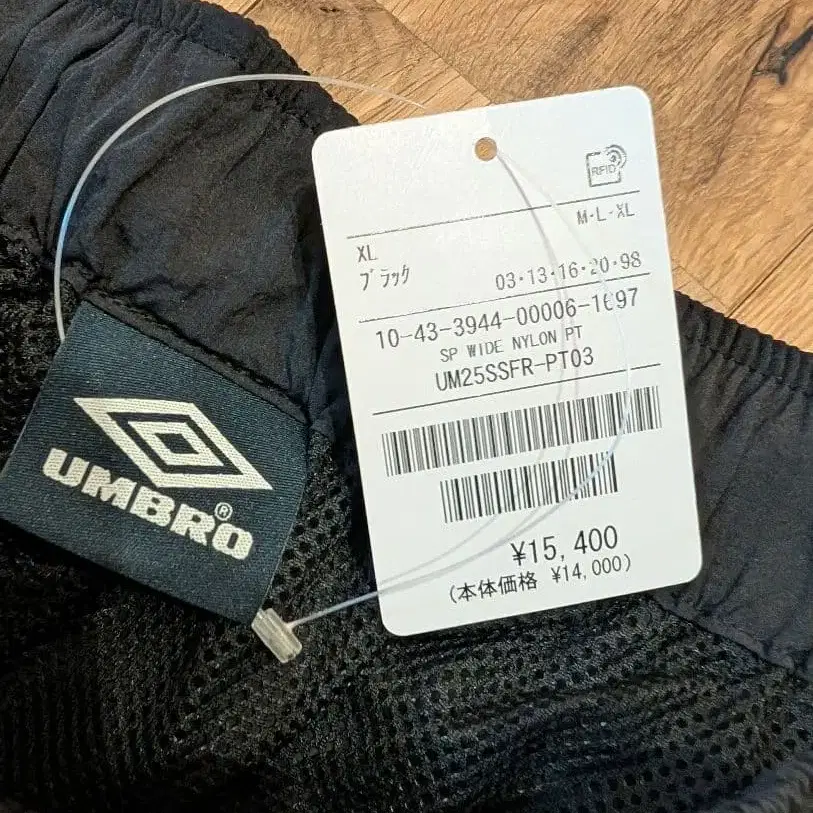 RFID
M・L・XL
XL
ブラック
03・13・16・20・98
10-43-3944-00006-1697
SP WIDE NYLON PT
UM25SSFR-PT03
¥15,400
(本体価格 ¥14,000)
UMBRO®